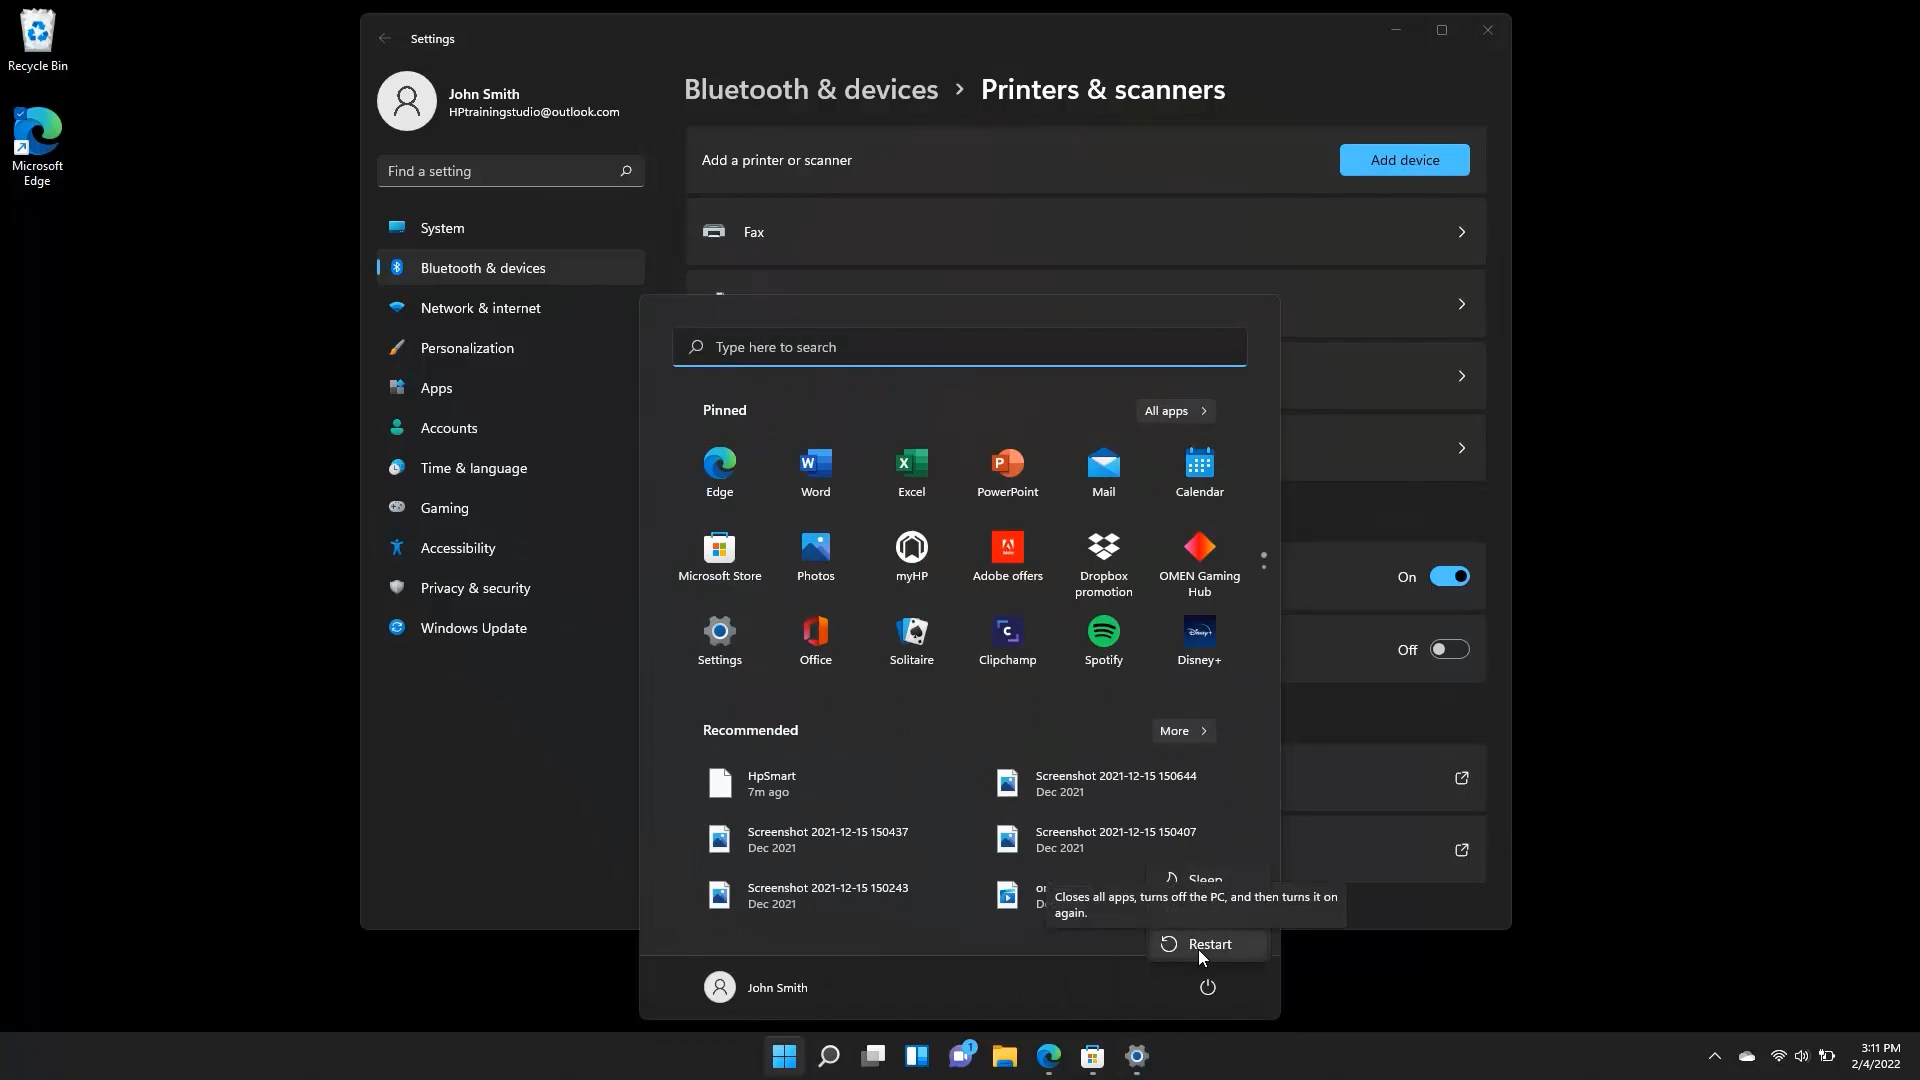 Recycle Bin
Microsoft
Edge
Settings
John Smith
HPtrainingstudio@outlook.com
Find a setting
System
Bluetooth & devices
Network & internet
Personalization
Apps
Accounts
Time & language
Gaming
Accessibility
Privacy & security
Windows Update
Bluetooth & devices > Printers & scanners
Add a printer or scanner
Add device
Fax
On
Off
Type here to search
Pinned
All apps
Edge
Word
Excel
PowerPoint
Mail
Calendar
Microsoft Store
Photos
myHP
Adobe offers
Dropbox
promotion
OMEN Gaming
Hub
Settings
Office
Solitaire
Clipchamp
Spotify
Disney+
Recommended
More
HpSmart
7m ago
Screenshot 2021-12-15 150644
Dec 2021
Screenshot 2021-12-15 150437
Dec 2021
Screenshot 2021-12-15 150407
Dec 2021
Screenshot 2021-12-15 150243
Dec 2021
Sleep
Closes all apps, turns off the PC, and then turns it on
again.
Restart
John Smith
1
3:11 PM
2/4/2022